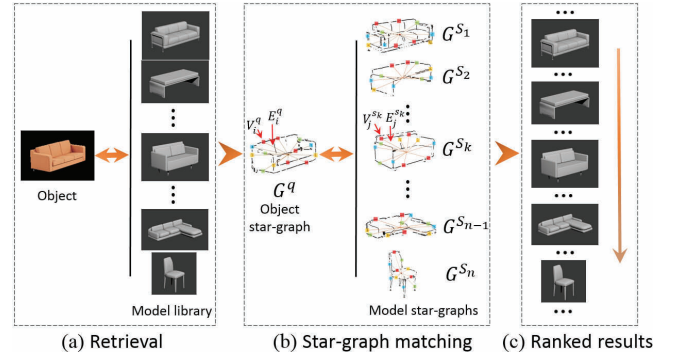 Object
Model library
(a) Retrieval
V_i^q E_i^q
G^q
Object
star-graph
G^{S_1}
G^{S_2}
V_j^{s_k} E_j^{s_k}
G^{S_k}
G^{S_{n-1}}
G^{S_n}
Model star-graphs
(b) Star-graph matching
(c) Ranked results